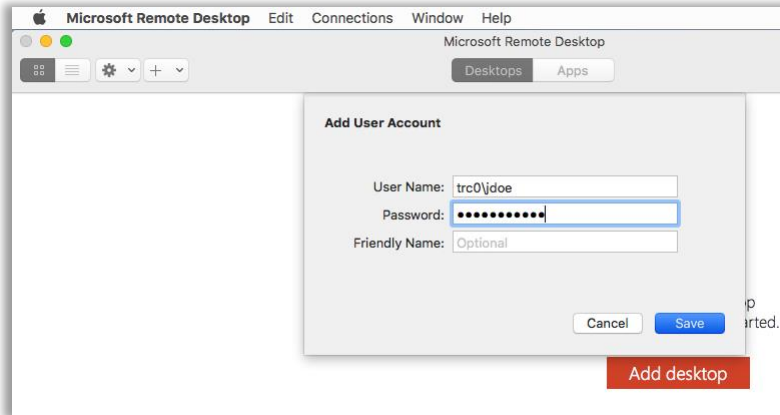 Microsoft Remote Desktop Edit Connections Window Help
Microsoft Remote Desktop
Desktops Apps
Add User Account
User Name: trc0\jdoe
Password: ●●●●●●●●●●●
Friendly Name: Optional
op
Cancel Save arted.
Add desktop